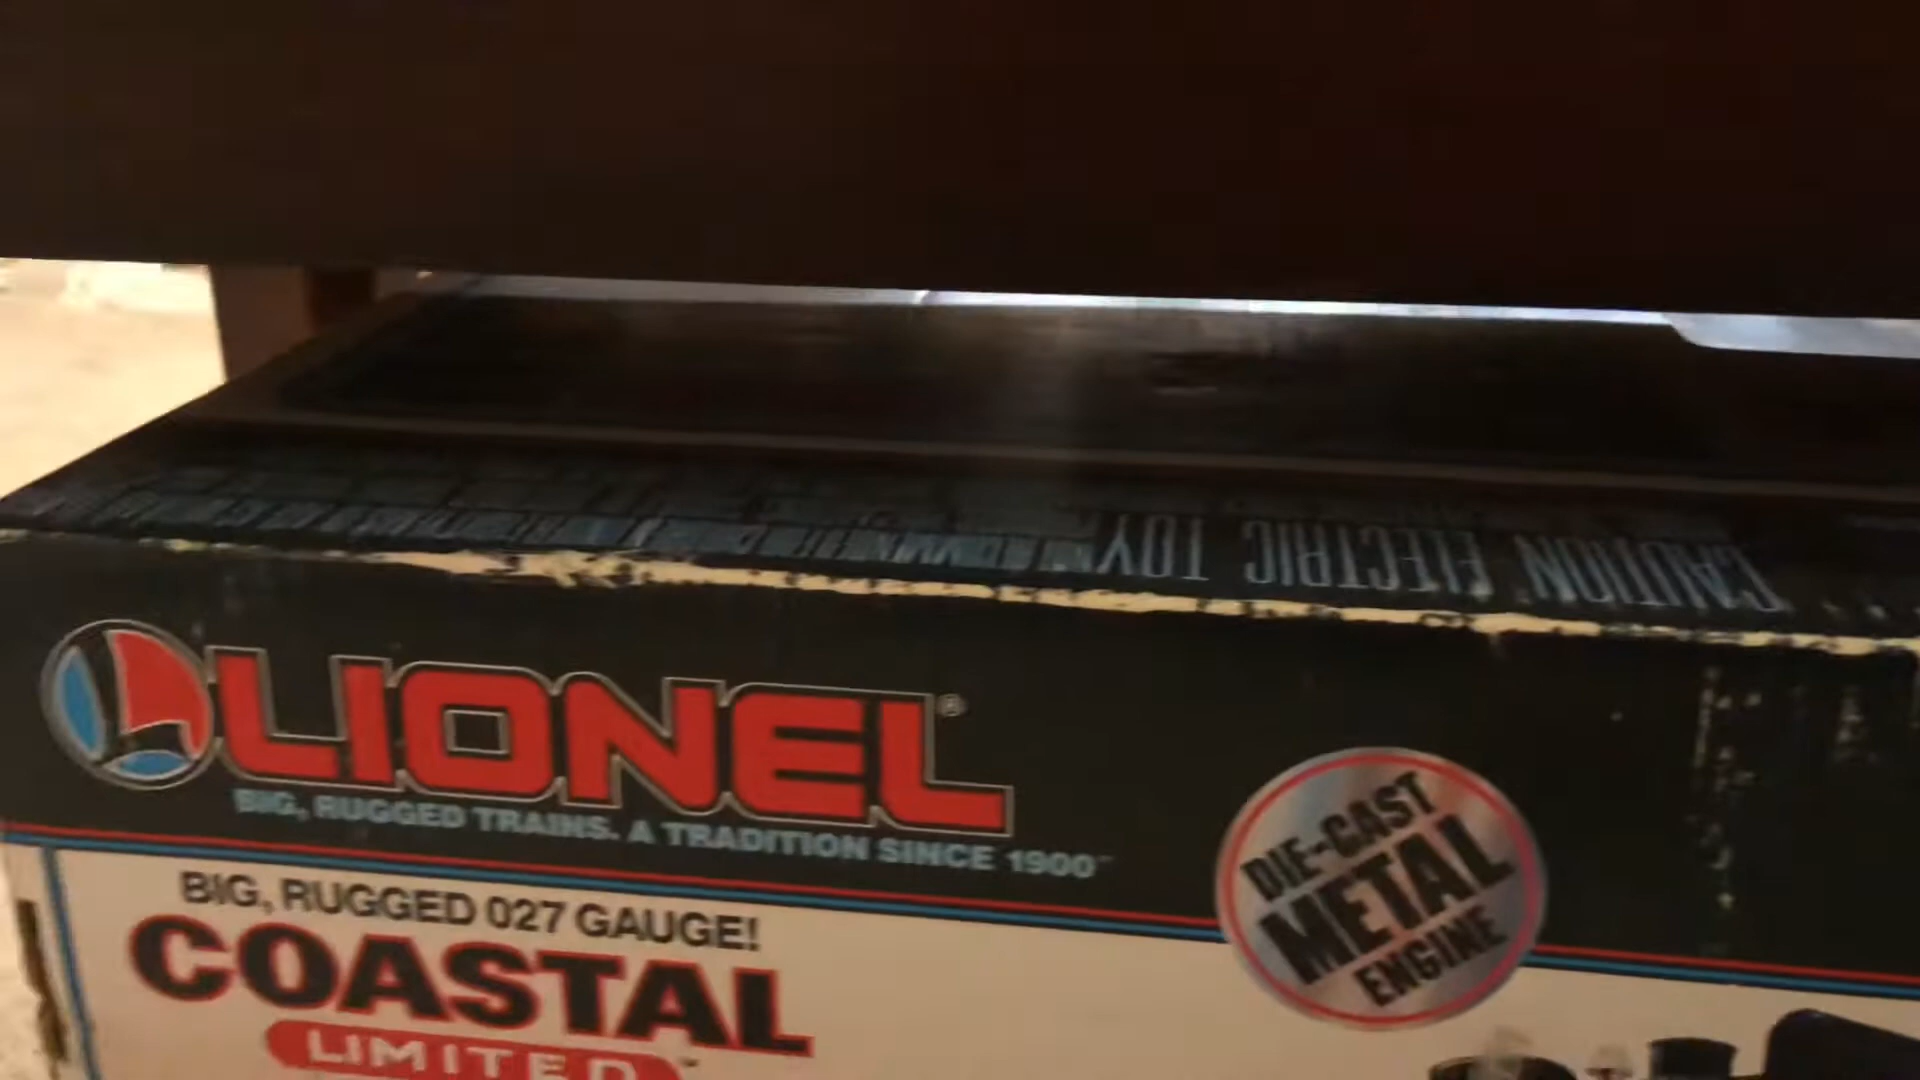 CAUTION ELECTRIC TOY
LIONEL®
BIG, RUGGED TRAINS. A TRADITION SINCE 1900
BIG, RUGGED 027 GAUGE!
COASTAL
LIMITED
DIE-CAST
METAL
ENGINE